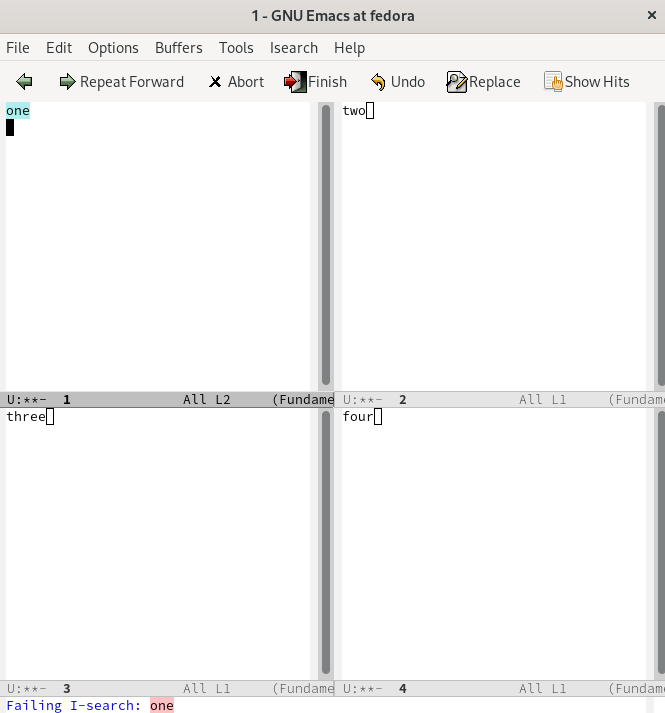 1 - GNU Emacs at fedora
File Edit Options Buffers Tools Isearch Help
Repeat Forward Abort Finish Undo Replace Show Hits
one
two
U:**- 1 All L2 (Fundame
U:**- 2 All L1 (Fundame
three
four
U:**- 3 All L1 (Fundame
U:**- 4 All L1 (Fundame
Failing I-search: one